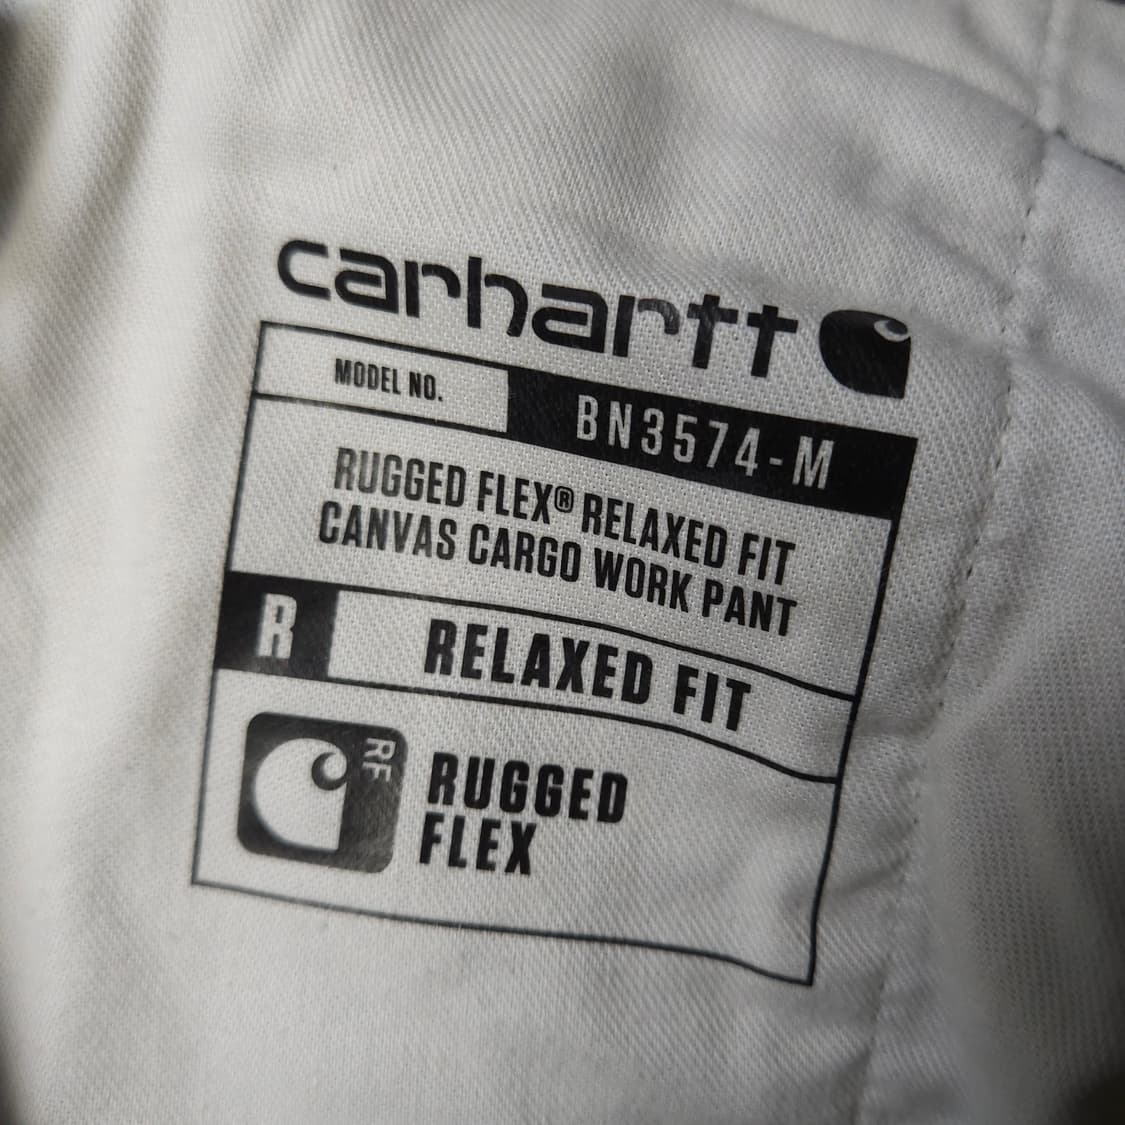 carhartt
MODEL NO. BN3574-M
RUGGED FLEX® RELAXED FIT
CANVAS CARGO WORK PANT
R RELAXED FIT
RF
RUGGED
FLEX